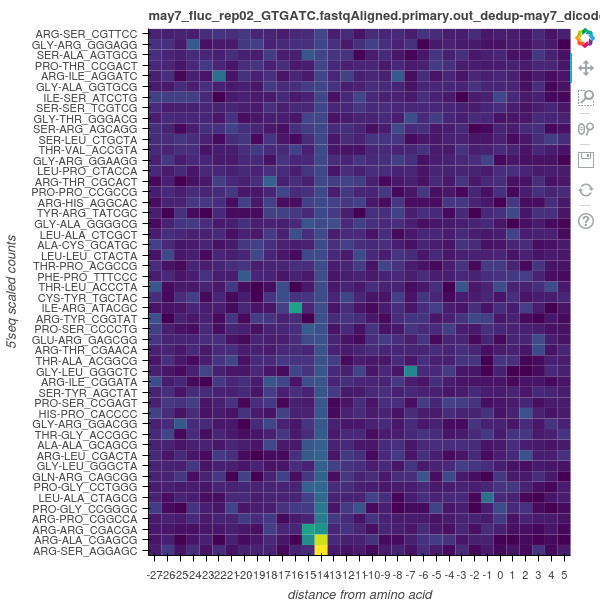 may7_fluc_rep02_GTGATC.fastqAligned.primary.out_dedup-may7_dicod
ARG-SER_CGTTCC
GLY-ARG_GGGAGG
SER-ALA_AGTGCG
PRO-THR_CCGACT
ARG-ILE_AGGATC
GLY-ALA_GGTGCG
ILE-SER_ATCCTG
SER-SER_TCGTCG
GLY-THR_GGGACG
SER-ARG_AGCAGG
SER-LEU_CTGCTA
THR-VAL_ACCGTA
GLY-ARG_GGAAGG
LEU-PRO_CTACCA
ARG-THR_CGCACT
PRO-PRO_CCGCCG
ARG-HIS_AGGCAC
TYR-ARG_TATCGC
GLY-ALA_GGGGCG
LEU-ALA_CTCGCT
ALA-CYS_GCATGC
LEU-LEU_CTACTA
THR-PRO_ACGCCG
PHE-PRO_TTTCCC
THR-LEU_ACCCTA
CYS-TYR_TGCTAC
ILE-ARG_ATACGC
ARG-TYR_CGGTAT
PRO-SER_CCCCTG
GLU-ARG_GAGCGG
ARG-THR_CGAACA
THR-ALA_ACGGCG
GLY-LEU_GGGCTC
ARG-ILE_CGGATA
SER-TYR_AGCTAT
PRO-SER_CCGAGT
HIS-PRO_CACCCC
GLY-ARG_GGACGG
THR-GLY_ACCGGC
ALA-ALA_GCAGCG
ARG-LEU_CGACTA
GLY-LEU_GGGCTA
GLN-ARG_CAGCGG
PRO-GLY_CCTGGG
LEU-ALA_CTAGCG
PRO-GLY_CCGGGC
ARG-PRO_CGGCCA
ARG-ARG_CGACGA
ARG-ALA_CGAGCG
ARG-SER_AGGAGC
5'seq scaled counts
-27-26-25-24-23-22-21-20-19-18-17-16-15-14-13-12-11-10 -9 -8 -7 -6 -5 -4 -3 -2 -1 0 1 2 3 4 5
distance from amino acid